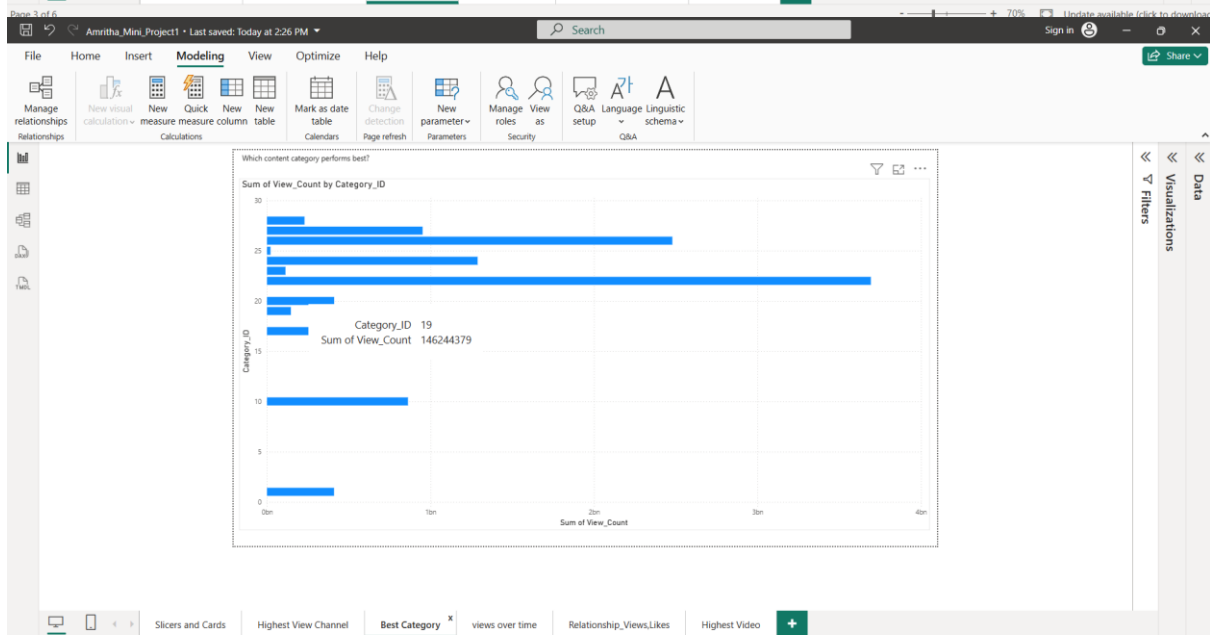 Page 3 of 6
70% Update available (click to download
Amritha_Mini_Project1 • Last saved: Today at 2:26 PM
Search
Sign in
File Home Insert Modeling View Optimize Help
Share
Manage relationships
New visual calculation
New measure
Quick measure
New column
New table
Mark as date table
Change detection
New parameter
Manage roles
View as
Q&A setup
Language
Linguistic schema
Relationships Calculations Calendars Page refresh Parameters Security Q&A
Which content category performs best?
Sum of View_Count by Category_ID
30
25
20
15
10
5
0
Category_ID
Category_ID 19
Sum of View_Count 146244379
0bn 1bn 2bn 3bn 4bn
Sum of View_Count
Filters
Visualizations
Data
DAX
TMDL
Slicers and Cards Highest View Channel Best Category x views over time Relationship_Views,Likes Highest Video +